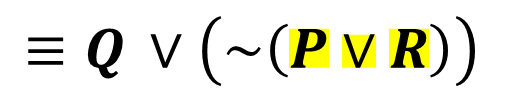 ≡ Q ∨ (~(P ∨ R))